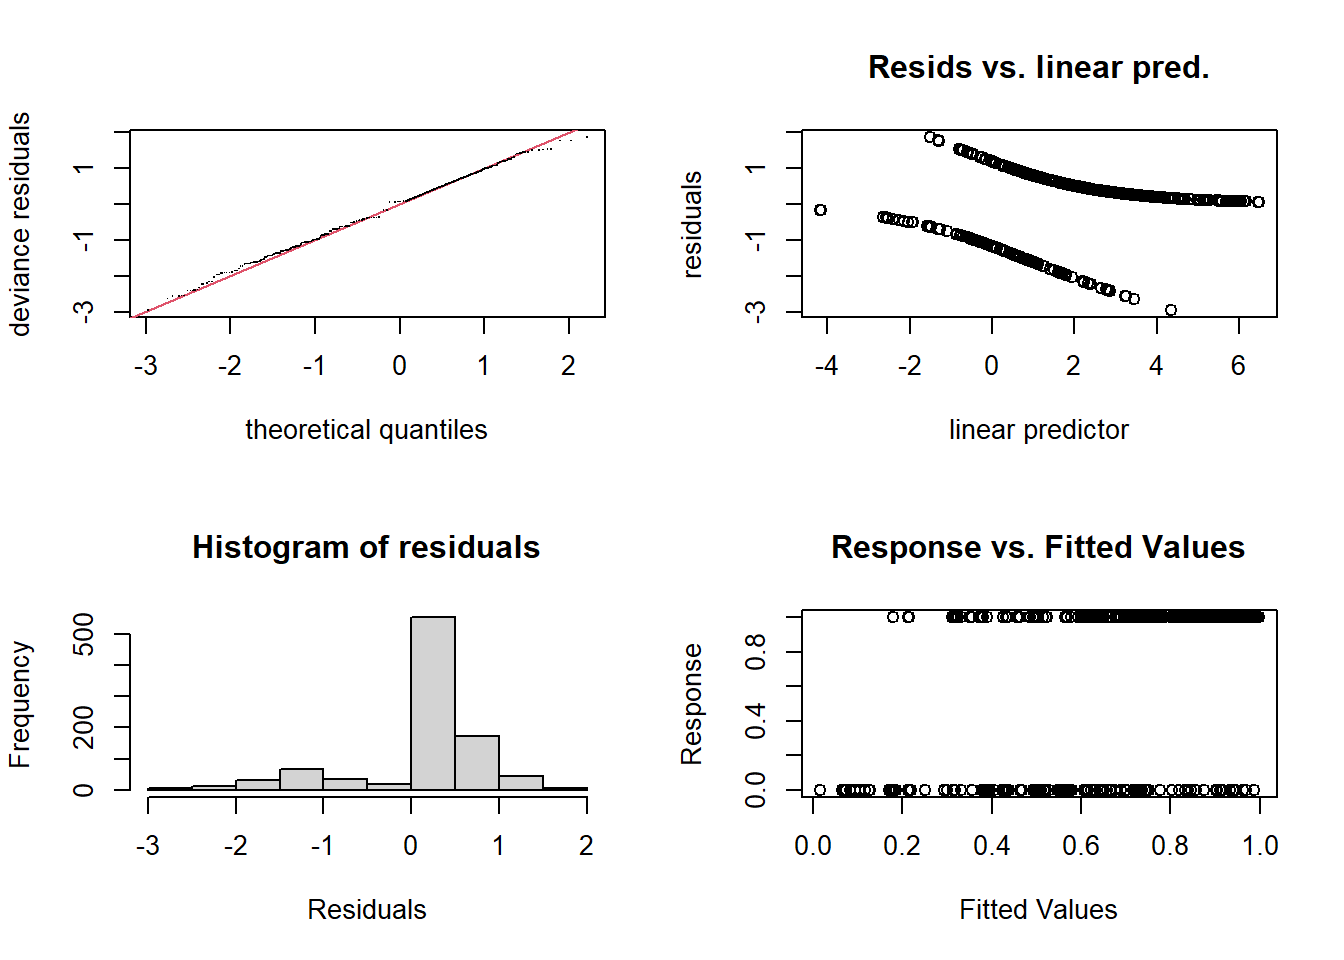 deviance residuals
1
-1
-3
-3 -2 -1 0 1 2
theoretical quantiles
Resids vs. linear pred.
residuals
1
-1
-3
-4 -2 0 2 4 6
linear predictor
Histogram of residuals
Frequency
500
200
0
-3 -2 -1 0 1 2
Residuals
Response vs. Fitted Values
Response
0.8
0.4
0.0
0.0 0.2 0.4 0.6 0.8 1.0
Fitted Values